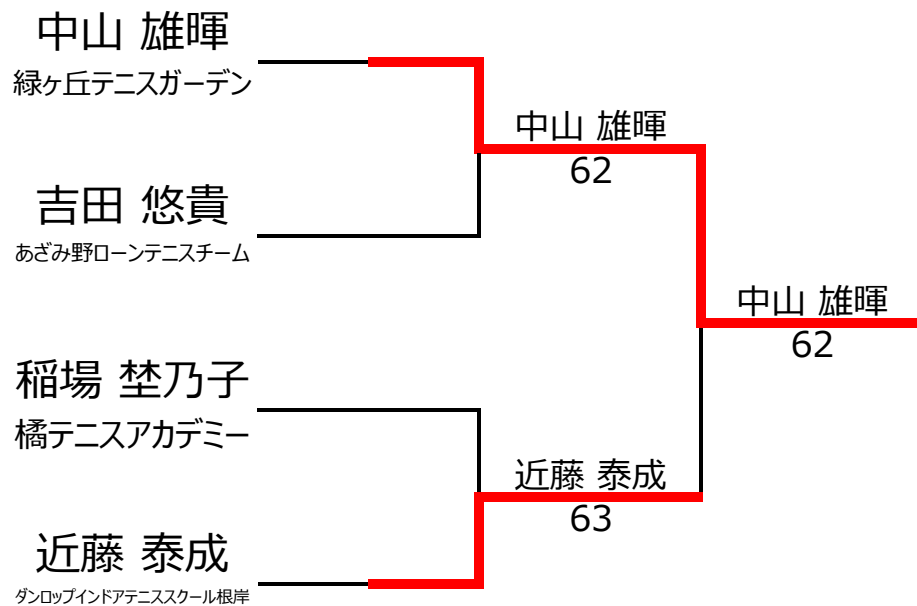 中山 雄暉
緑ヶ丘テニスガーデン
中山 雄暉
62
吉田 悠貴
あざみ野ローンテニスチーム
中山 雄暉
62
稲場 埜乃子
橘テニスアカデミー
近藤 泰成
63
近藤 泰成
ダンロップインドアテニススクール根岸